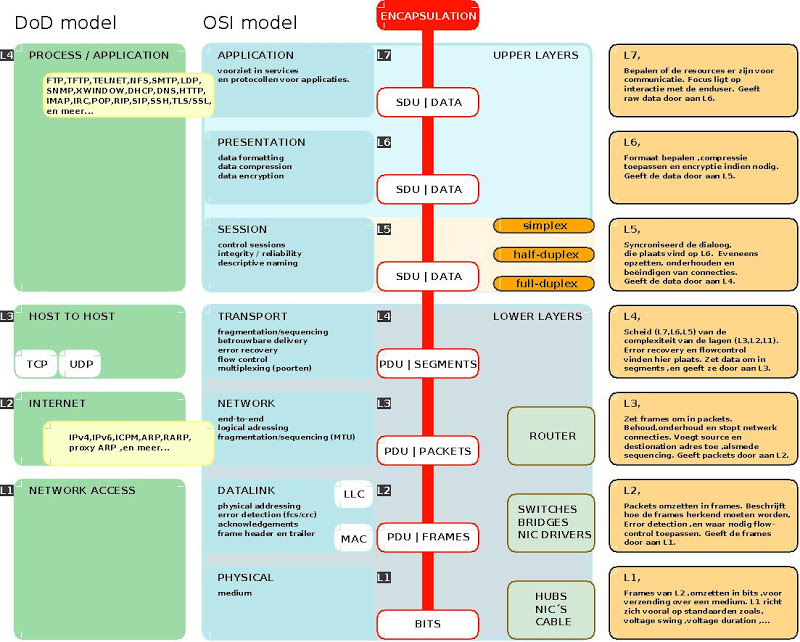 DoD model
OSI model
ENCAPSULATION
L4
PROCESS / APPLICATION
FTP,TFTP,TELNET,NFS,SMTP,LDP,
SNMP,XWINDOW,DHCP,DNS,HTTP,
IMAP,IRC,POP,RIP,SIP,SSH,TLS/SSL,
en meer...
APPLICATION
voorziet in services
en protocollen voor applicaties.
L7
UPPER LAYERS
SDU | DATA
L7,
Bepalen of de resources er zijn voor
communicatie. Focus ligt op
interactie met de enduser. Geeft
raw data door aan L6.
PRESENTATION
data formatting
data compression
data encryption
L6
SDU | DATA
L6,
Formaat bepalen ,compressie
toepassen en encryptie indien nodig.
Geeft de data door aan L5.
SESSION
control sessions
integrity / reliability
descriptive naming
L5
SDU | DATA
simplex
half-duplex
full-duplex
L5,
Syncroniseerd de dialoog,
die plaats vind op L6. Eveneens
opzetten, onderhouden en
beeindigen van connecties.
Geeft de data door aan L4.
L3
HOST TO HOST
TCP
UDP
TRANSPORT
fragmentation/sequencing
betrouwbare delivery
error recovery
flow control
multiplexing (poorten)
L4
LOWER LAYERS
PDU | SEGMENTS
L4,
Scheid (L7,L6,L5) van de
complexiteit van de lagen (L3,L2,L1).
Error recovery en flowcontrol
vinden hier plaats. Zet data om in
segments ,en geef ze door aan L3.
L2
INTERNET
IPv4,IPv6,ICPM,ARP,RARP,
proxy ARP ,en meer...
NETWORK
end-to-end
logical adressing
fragmentation/sequencing (MTU)
L3
PDU | PACKETS
ROUTER
L3,
Zet frames om in packets.
Behoud,onderhoud en stopt netwerk
connecties. Voegt source en
destionation adres toe ,alsmede
sequencing. Geeft packets door aan L2.
L1
NETWORK ACCESS
DATALINK
physical addressing
error detection (fcs/crc)
acknowledgements
frame header en trailer
LLC
MAC
L2
PDU | FRAMES
SWITCHES
BRIDGES
NIC DRIVERS
L2,
Packets omzetten in frames. Beschrijft
hoe de frames herkend moeten worden,
Error detection ,en waar nodig flow-
control toepassen. Geeft de frames
door aan L1.
PHYSICAL
medium
L1
BITS
HUBS
NIC´S
CABLE
L1,
Frames van L2 ,omzetten in bits ,voor
verzending over een medium. L1 richt
zich vooral op standaarden zoals,
voltage swing ,voltage duration ,...